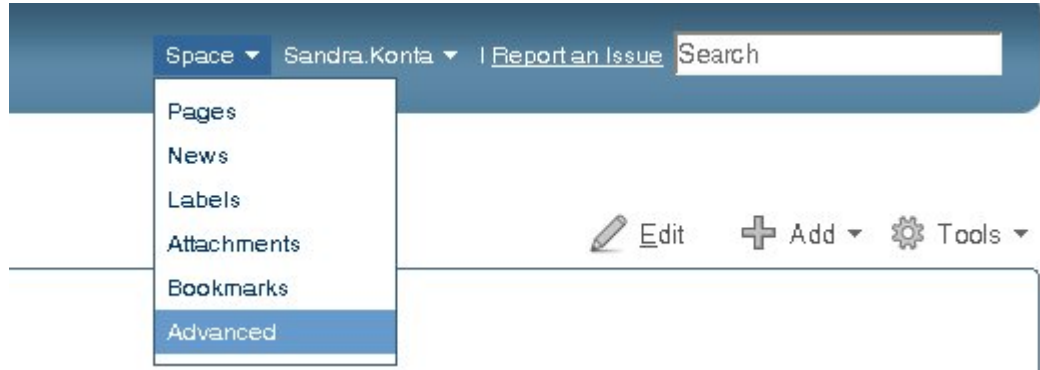 Space Sandra.Konta | Report an Issue Search
Pages
News
Labels
Attachments
Bookmarks
Advanced
Edit Add Tools